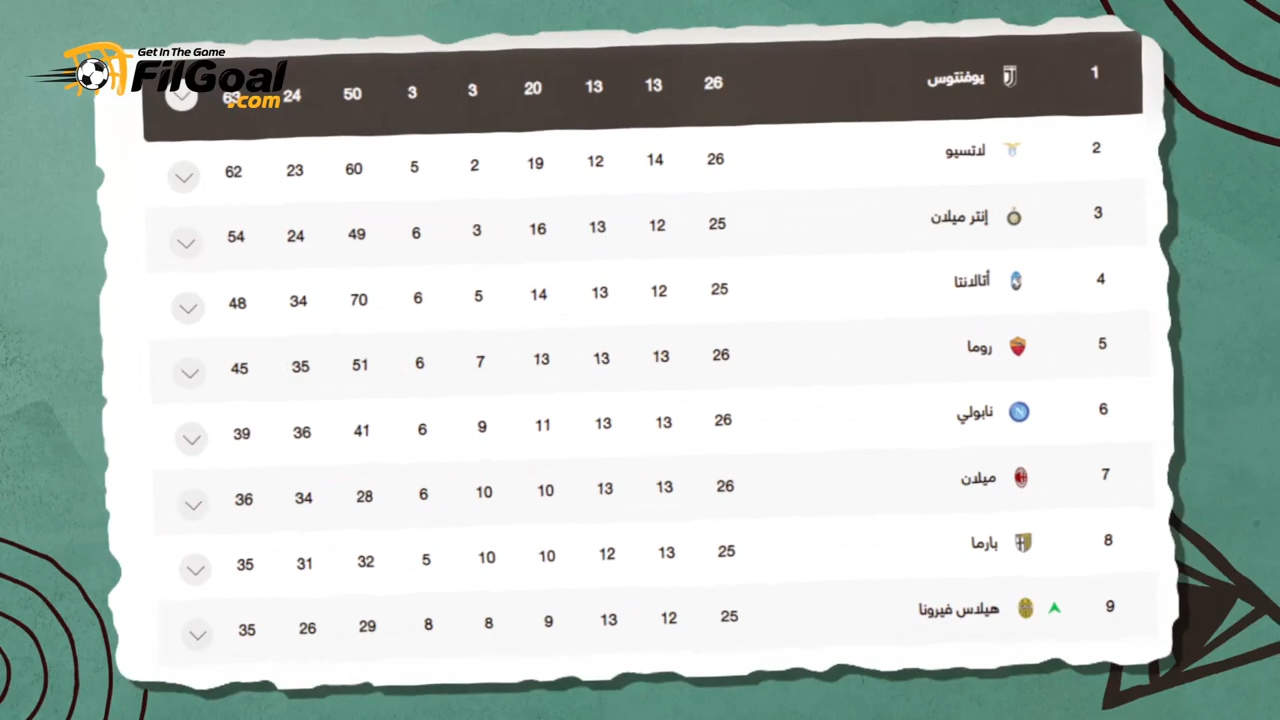 Get In The Game
FilGoal
.com
1 يوفنتوس 26 13 13 20 3 3 50 24 63
2 لاتسيو 26 14 12 19 2 5 60 23 62
3 إنتر ميلان 25 12 13 16 3 6 49 24 54
4 أتالانتا 25 12 13 14 5 6 70 34 48
5 روما 26 13 13 13 7 6 51 35 45
6 نابولي 26 13 13 11 9 6 41 36 39
7 ميلان 26 13 13 10 10 6 28 34 36
8 بارما 25 13 12 10 10 5 32 31 35
9 هيلاس فيرونا 25 12 13 9 8 8 29 26 35